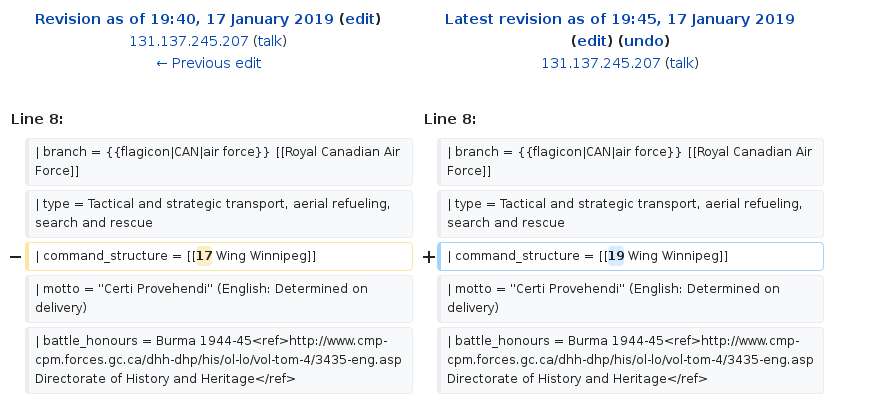 Revision as of 19:40, 17 January 2019 (edit)
131.137.245.207 (talk)
← Previous edit
Latest revision as of 19:45, 17 January 2019
(edit) (undo)
131.137.245.207 (talk)
Line 8:
Line 8:
| branch = {{flagicon|CAN|air force}} [[Royal Canadian Air
Force]]
| branch = {{flagicon|CAN|air force}} [[Royal Canadian Air
Force]]
| type = Tactical and strategic transport, aerial refueling,
search and rescue
| type = Tactical and strategic transport, aerial refueling,
search and rescue
− | command_structure = [[17 Wing Winnipeg]]
+ | command_structure = [[19 Wing Winnipeg]]
| motto = "Certi Provehendi" (English: Determined on
delivery)
| motto = "Certi Provehendi" (English: Determined on
delivery)
| battle_honours = Burma 1944-45<ref>http://www.cmp-
cpm.forces.gc.ca/dhh-dhp/his/ol-lo/vol-tom-4/3435-eng.asp
Directorate of History and Heritage</ref>
| battle_honours = Burma 1944-45<ref>http://www.cmp-
cpm.forces.gc.ca/dhh-dhp/his/ol-lo/vol-tom-4/3435-eng.asp
Directorate of History and Heritage</ref>